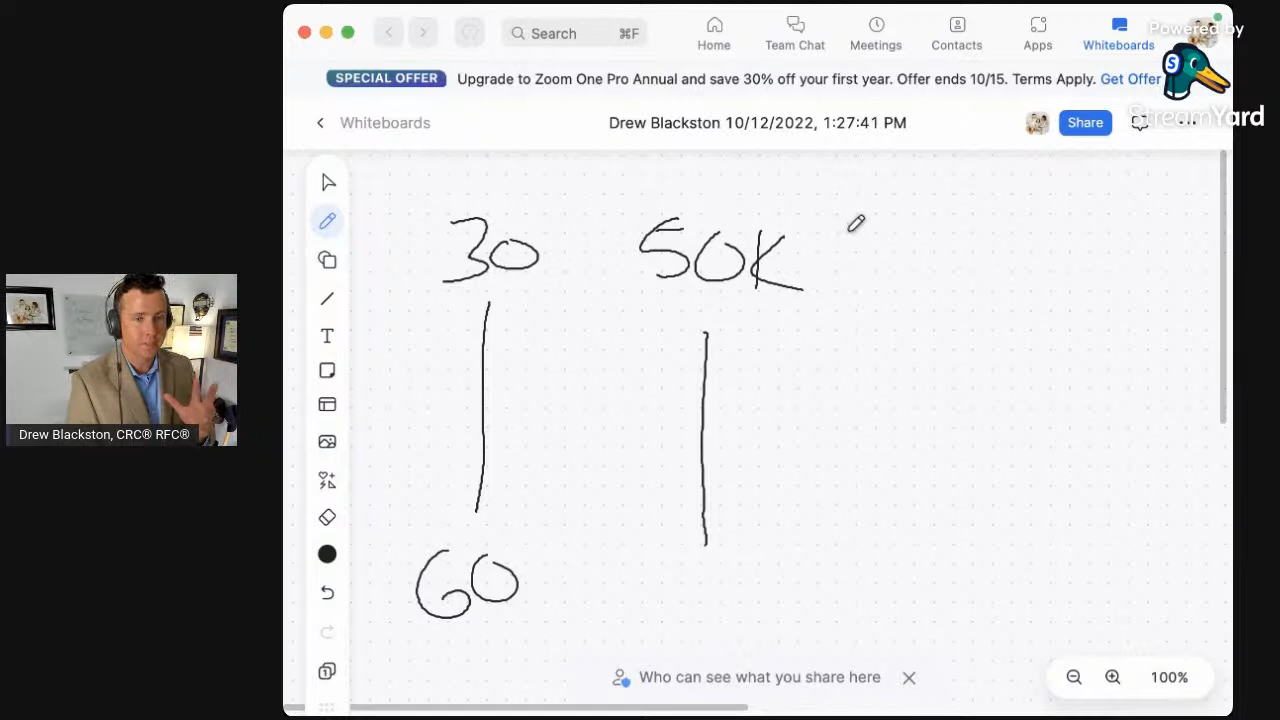 Powered by
StreamYard
Search ⌘F
Home
Team Chat
Meetings
Contacts
Apps
Whiteboards
SPECIAL OFFER
Upgrade to Zoom One Pro Annual and save 30% off your first year. Offer ends 10/15. Terms Apply. Get Offer
Whiteboards
Drew Blackston 10/12/2022, 1:27:41 PM
Share
30 50K
60
Drew Blackston, CRC® RFC®
Who can see what you share here
100%